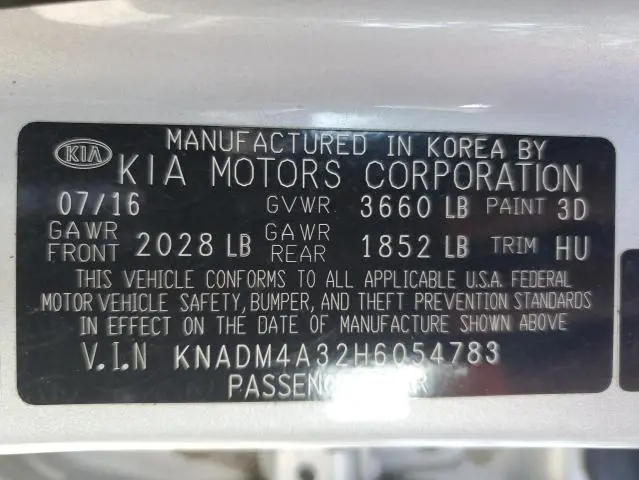 MANUFACTURED IN KOREA BY
KIA KIA MOTORS CORPORATION
07/16 GVWR 3660 LB PAINT 3D
GAWR FRONT 2028 LB GAWR REAR 1852 LB TRIM HU
THIS VEHICLE CONFORMS TO ALL APPLICABLE U.S.A. FEDERAL
MOTOR VEHICLE SAFETY, BUMPER, AND THEFT PREVENTION STANDARDS
IN EFFECT ON THE DATE OF MANUFACTURE SHOWN ABOVE
V.I.N KNADM4A32H6054783